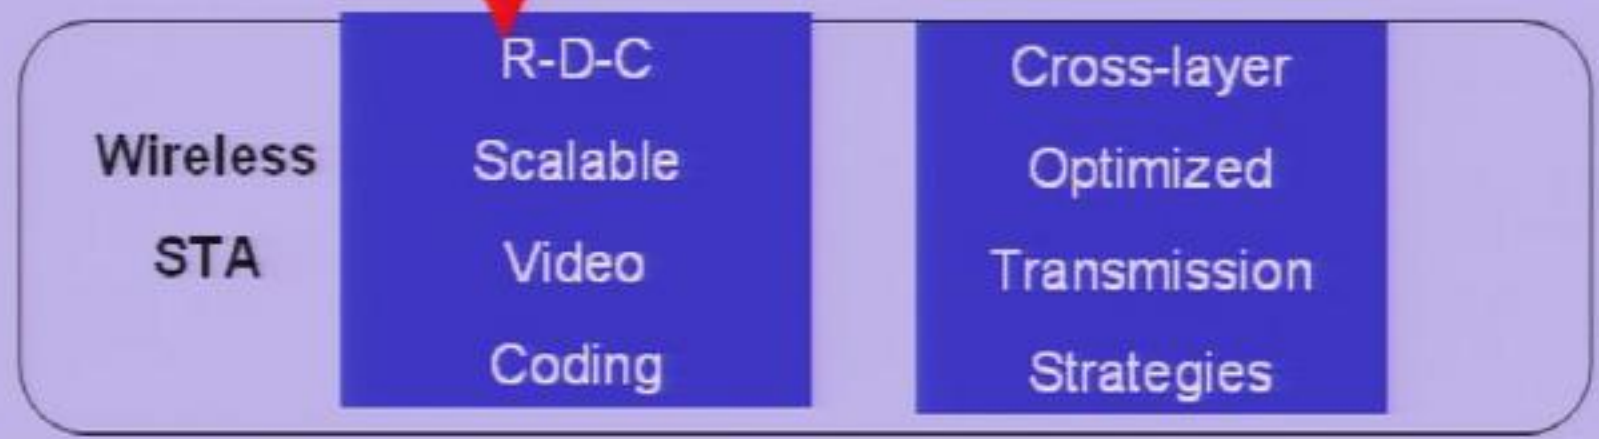 Wireless
STA
R-D-C
Scalable
Video
Coding
Cross-layer
Optimized
Transmission
Strategies